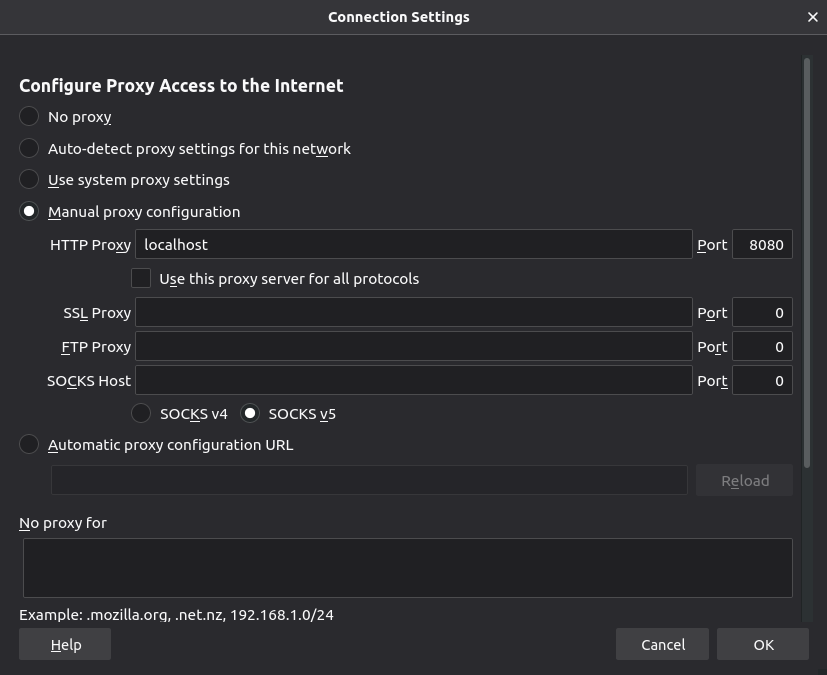 Connection Settings
Configure Proxy Access to the Internet
No proxy
Auto-detect proxy settings for this network
Use system proxy settings
Manual proxy configuration
HTTP Proxy localhost Port 8080
Use this proxy server for all protocols
SSL Proxy Port 0
FTP Proxy Port 0
SOCKS Host Port 0
SOCKS v4 SOCKS v5
Automatic proxy configuration URL
Reload
No proxy for
Example: .mozilla.org, .net.nz, 192.168.1.0/24
Help Cancel OK